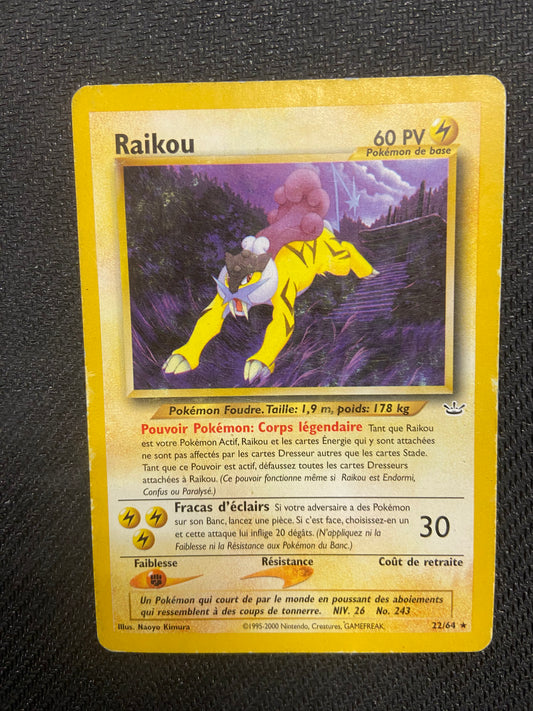 Raikou
60 PV
Pokémon de base
Pokémon Foudre. Taille: 1,9 m, poids: 178 kg
Pouvoir Pokémon: Corps légendaire Tant que Raikou
est votre Pokémon Actif, Raikou et les cartes Énergie qui y sont attachées
ne sont pas affectés par les cartes Dresseur autres que les cartes Stade.
Tant que ce Pouvoir est actif, défaussez toutes les cartes Dresseurs
attachées à Raikou. (Ce pouvoir fonctionne même si Raikou est Endormi,
Confus ou Paralysé.)
Fracas d'éclairs Si votre adversaire a des Pokémon
sur son Banc, lancez une pièce. Si c'est face, choisissez-en un
et cette attaque lui inflige 20 dégâts. (N'appliquez ni la
Faiblesse ni la Résistance aux Pokémon du Banc.)
30
Faiblesse
Résistance
Coût de retraite
Un Pokémon qui court de par le monde en poussant des aboiements
qui ressemblent à des coups de tonnerre. NIV. 26 No. 243
Illus. Naoyo Kimura
©1995-2000 Nintendo, Creatures, GAMEFREAK.
22/64 ★